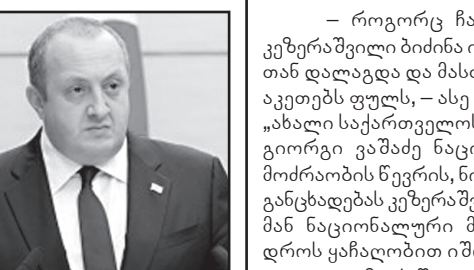 – როგორც ჩა
კეზერაშვილი ბიძინა ი
თან დალაგდა და მასთ
აკეთებს ფულს, – ასე
„ახალი საქართველოს
გიორგი ვაშაძე ნაცი
მოძრაობის წევრის, ნი
განცხადებას კეზერაშვ
მან ნაციონალური მ
დროს ყაჩაღობით იშ